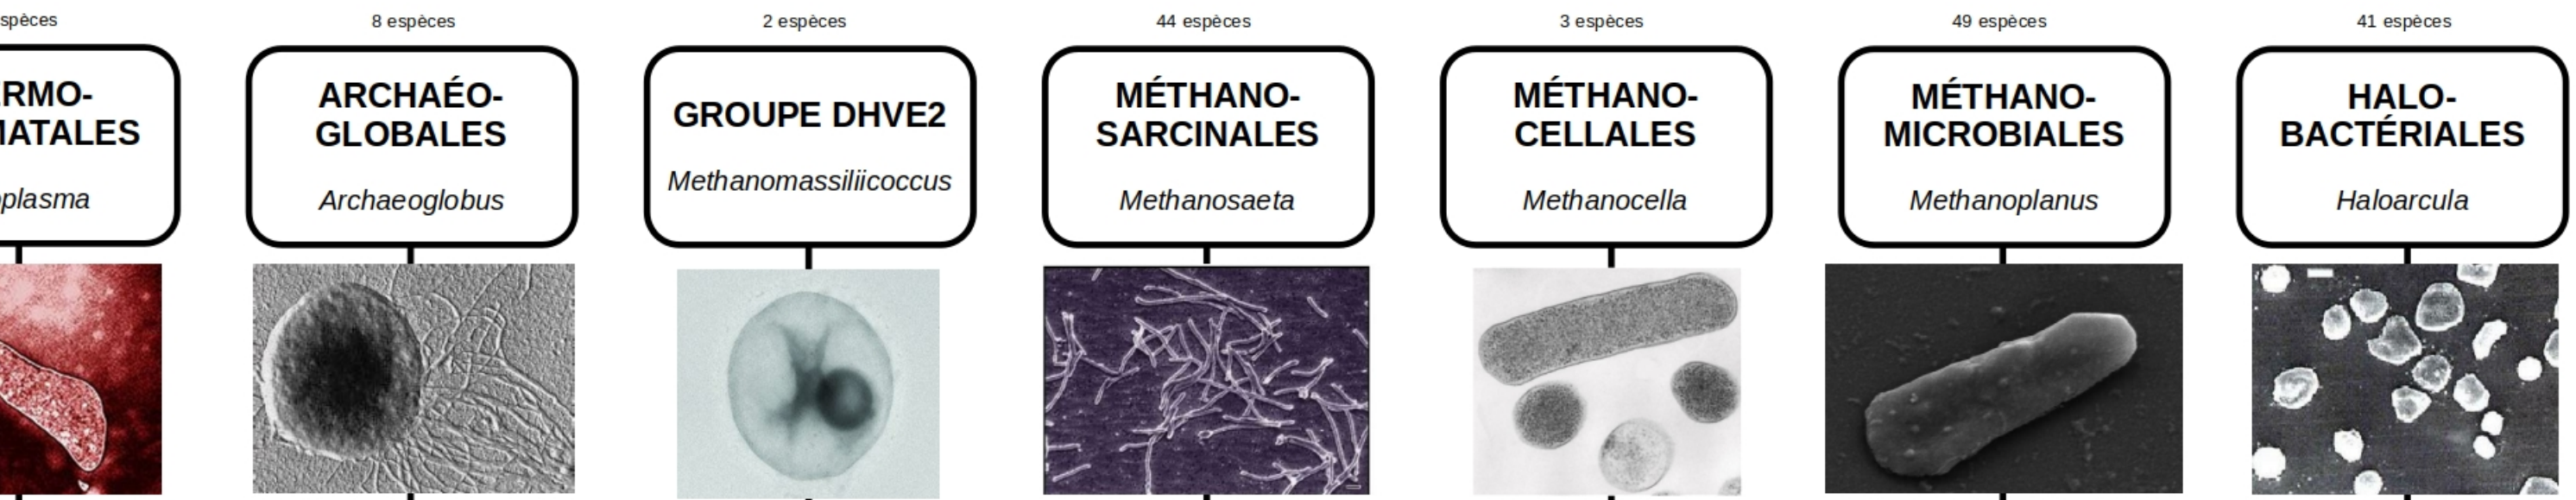 8 espèces
2 espèces
44 espèces
3 espèces
49 espèces
41 espèces
ARCHAÉO-
GLOBALES
Archaeoglobus
GROUPE DHVE2
Methanomassiliicoccus
MÉTHANO-
SARCINALES
Methanosaeta
MÉTHANO-
CELLALES
Methanocella
MÉTHANO-
MICROBIALES
Methanoplanus
HALO-
BACTÉRIALES
Haloarcula